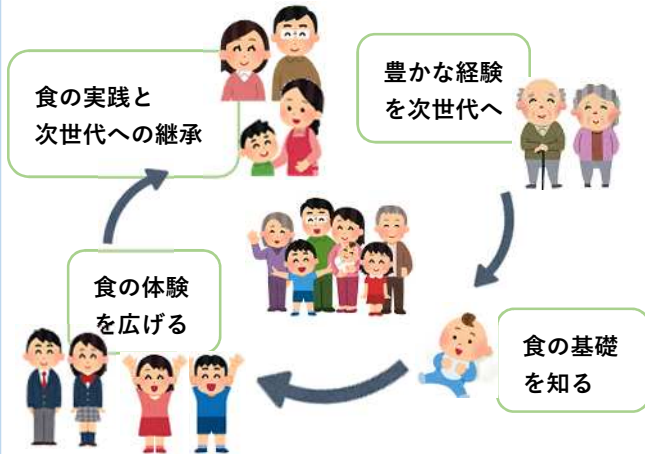 食の実践と
次世代への継承
豊かな経験
を次世代へ
食の体験
を広げる
食の基礎
を知る